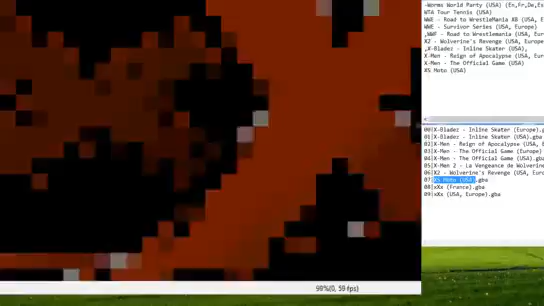 -Worms World Party (USA) (En,Fr,De,Es
WTA Tour Tennis (USA)
WWE - Road to WrestleMania X8 (USA, E
WWE - Survivor Series (USA, Europe)
,WWF - Road to Wrestlemania (USA, Eur
X2 - Wolverine's Revenge (USA, Europe
,X-Bladez - Inline Skater (USA),
X-Men - Reign of Apocalypse (USA, Eur
X-Men - The Official Game (USA)
XS Moto (USA)
00|X-Bladez - Inline Skater (Europe).g
01|X-Bladez - Inline Skater (USA).gba
02|X-Men - Reign of Apocalypse (USA, E
03|X-Men - The Official Game (Europe)
04|X-Men - The Official Game (USA).gba
05|X-Men 2 - La Vengeance de Wolverine
06|X2 - Wolverine's Revenge (USA, Euro
07|XS Moto (USA).gba
08|xXx (France).gba
09|xXx (USA, Europe).gba
98%(0, 59 fps)